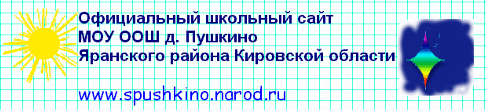 Официальный школьный сайт
МОУ ООШ д. Пушкино
Яранского района Кировской области
www.spushkino.narod.ru